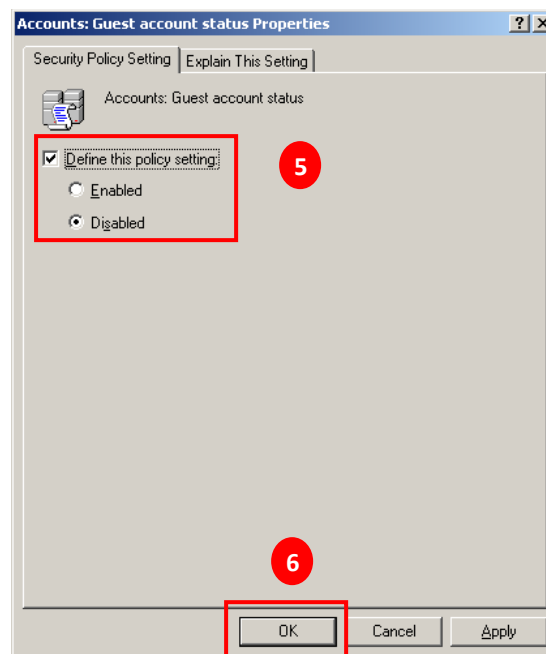 Accounts: Guest account status Properties ? ×
Security Policy Setting Explain This Setting
Accounts: Guest account status
Define this policy setting:
5
Enabled
Disabled
6
OK Cancel Apply